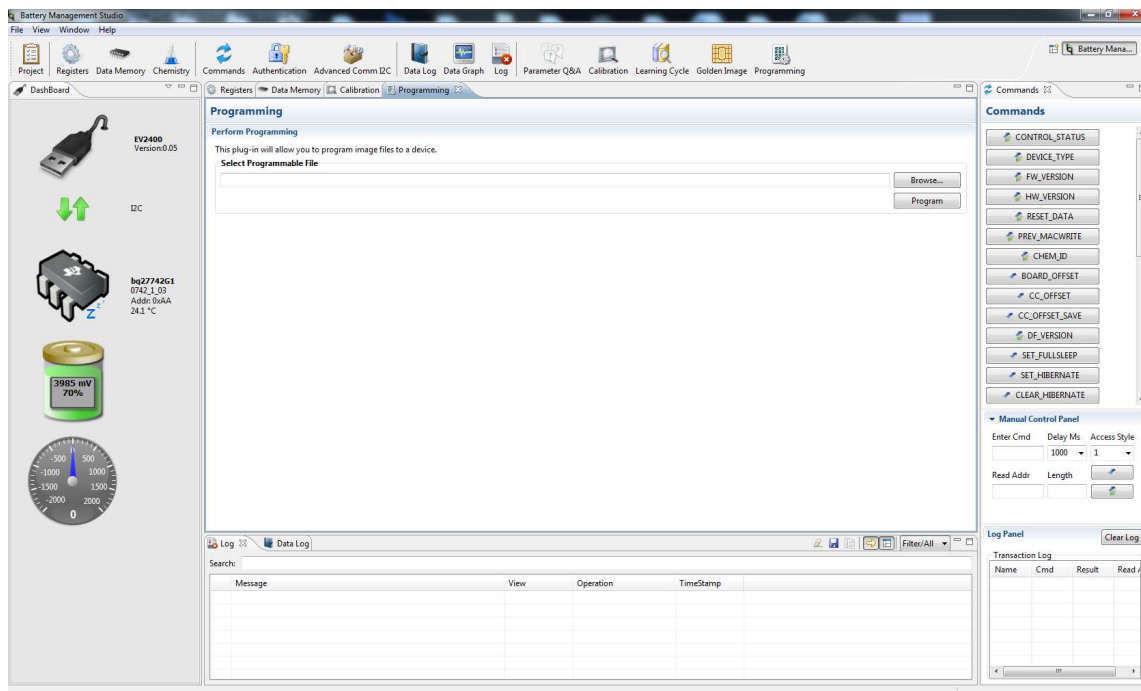 Battery Management Studio
File View Window Help
Project Registers Data Memory Chemistry Commands Authentication Advanced Comm I2C Data Log Data Graph Log Parameter Q&A Calibration Learning Cycle Golden Image Programming
Battery Mana...
DashBoard
EV2400
Version:0.05
I2C
bq27742G1
0742_1_03
Addr: 0xAA
24.1 °C
z z z
3985 mV
70%
-500 500
-1000 1000
-1500 1500
-2000 2000
0
Registers Data Memory Calibration Programming
Programming
Perform Programming
This plug-in will allow you to program image files to a device.
Select Programmable File
Browse...
Program
Log Data Log
Filter/All
Search:
Message View Operation TimeStamp
Commands
Commands
CONTROL_STATUS
DEVICE_TYPE
FW_VERSION
HW_VERSION
RESET_DATA
PREV_MACWRITE
CHEM_ID
BOARD_OFFSET
CC_OFFSET
CC_OFFSET_SAVE
DF_VERSION
SET_FULLSLEEP
SET_HIBERNATE
CLEAR_HIBERNATE
Manual Control Panel
Enter Cmd Delay Ms Access Style
1000 1
Read Addr Length
Log Panel
Clear Log
Transaction Log
Name Cmd Result Read A